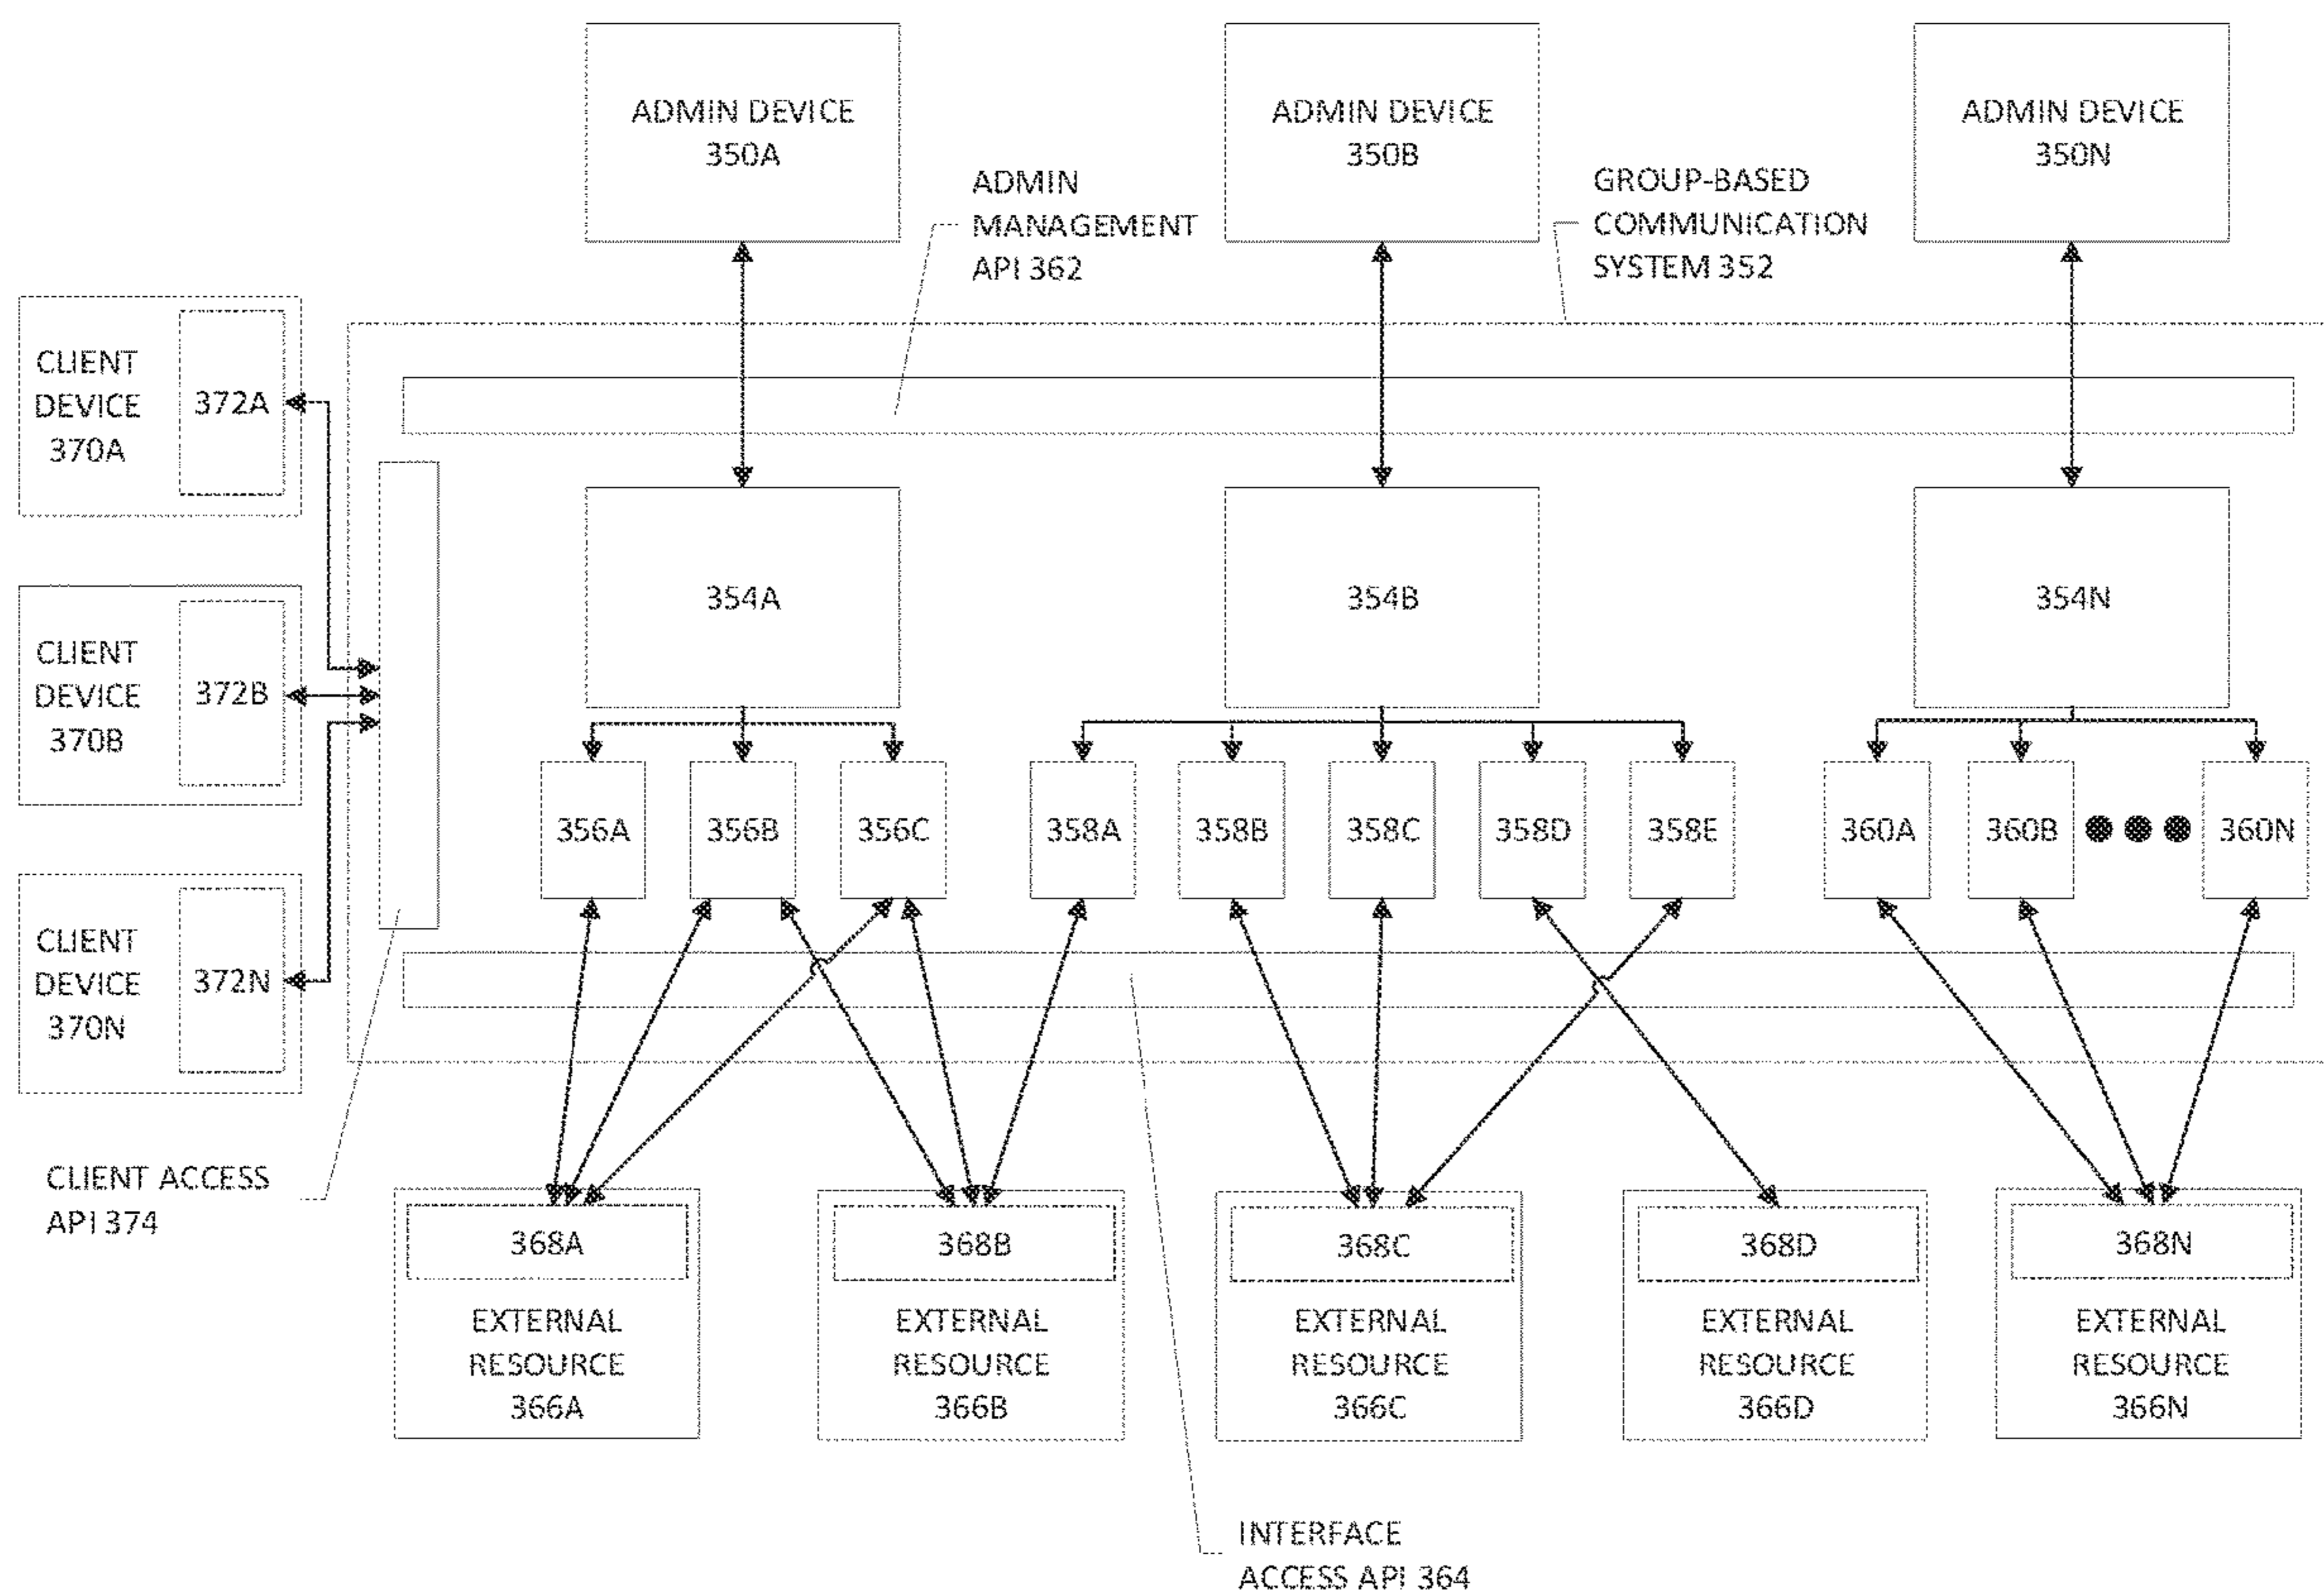 ADMIN DEVICE
350A
ADMIN DEVICE
350B
ADMIN DEVICE
350N
ADMIN
MANAGEMENT
API 362
GROUP-BASED
COMMUNICATION
SYSTEM 352
CLIENT
DEVICE
370A
372A
CLIENT
DEVICE
370B
372B
CLIENT
DEVICE
370N
372N
354A
354B
354N
356A
356B
356C
358A
358B
358C
358D
358E
360A
360B
360N
CLIENT ACCESS
API 374
368A
EXTERNAL
RESOURCE
366A
368B
EXTERNAL
RESOURCE
366B
368C
EXTERNAL
RESOURCE
366C
368D
EXTERNAL
RESOURCE
366D
368N
EXTERNAL
RESOURCE
366N
INTERFACE
ACCESS API 364